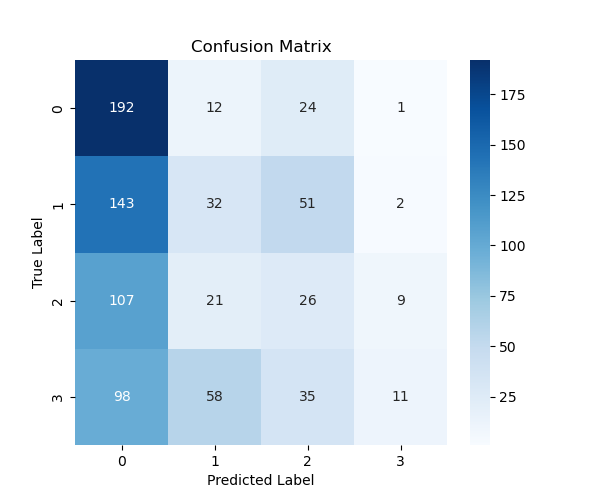 Confusion Matrix
True Label
0 192 12 24 1
1 143 32 51 2
2 107 21 26 9
3 98 58 35 11
0 1 2 3
Predicted Label
175
150
125
100
75
50
25